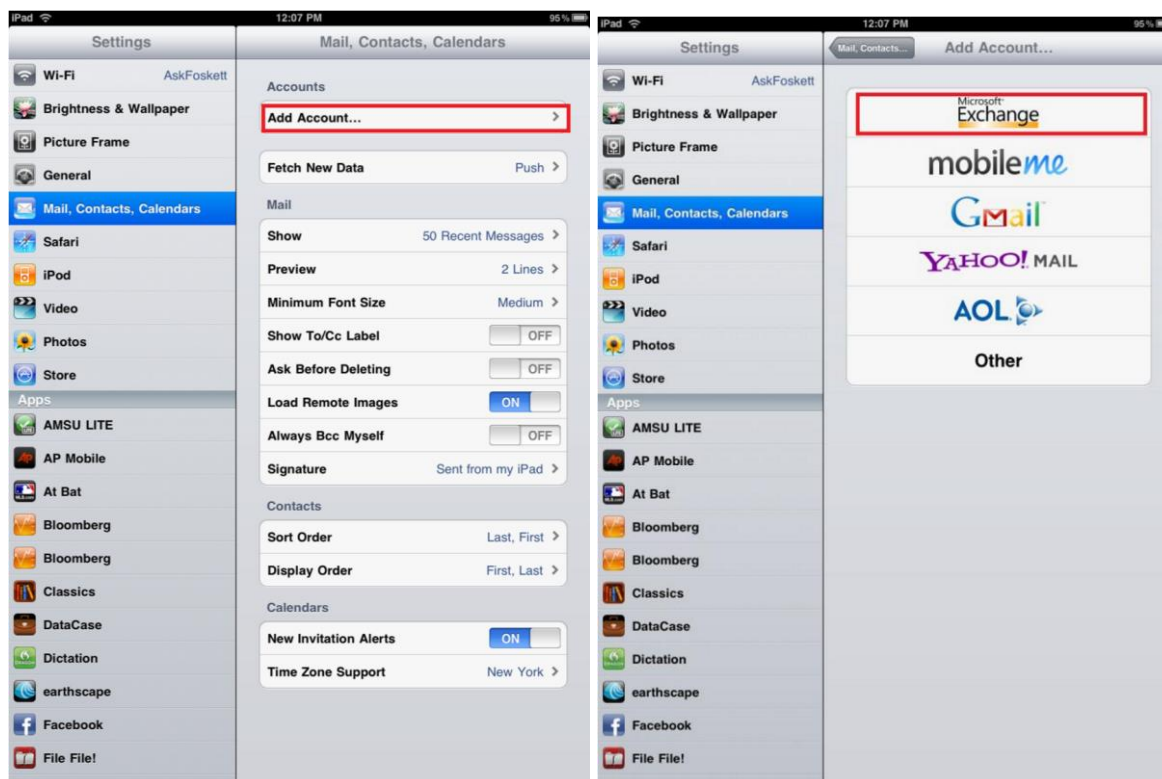 iPad 12:07 PM 95 %
Settings
Wi-Fi AskFoskett
Brightness & Wallpaper
Picture Frame
General
Mail, Contacts, Calendars
Safari
iPod
Video
Photos
Store
Apps
AMSU LITE
AP Mobile
At Bat
Bloomberg
Bloomberg
Classics
DataCase
Dictation
earthscape
Facebook
File File!
Mail, Contacts, Calendars
Accounts
Add Account...
Fetch New Data Push
Mail
Show 50 Recent Messages
Preview 2 Lines
Minimum Font Size Medium
Show To/Cc Label OFF
Ask Before Deleting OFF
Load Remote Images ON
Always Bcc Myself OFF
Signature Sent from my iPad
Contacts
Sort Order Last, First
Display Order First, Last
Calendars
New Invitation Alerts ON
Time Zone Support New York
iPad 12:07 PM 95 %
Settings
Wi-Fi AskFoskett
Brightness & Wallpaper
Picture Frame
General
Mail, Contacts, Calendars
Safari
iPod
Video
Photos
Store
Apps
AMSU LITE
AP Mobile
At Bat
Bloomberg
Bloomberg
Classics
DataCase
Dictation
earthscape
Facebook
File File!
Mail, Contacts... Add Account...
Microsoft
Exchange
mobileme
Gmail
YAHOO! MAIL
AOL
Other